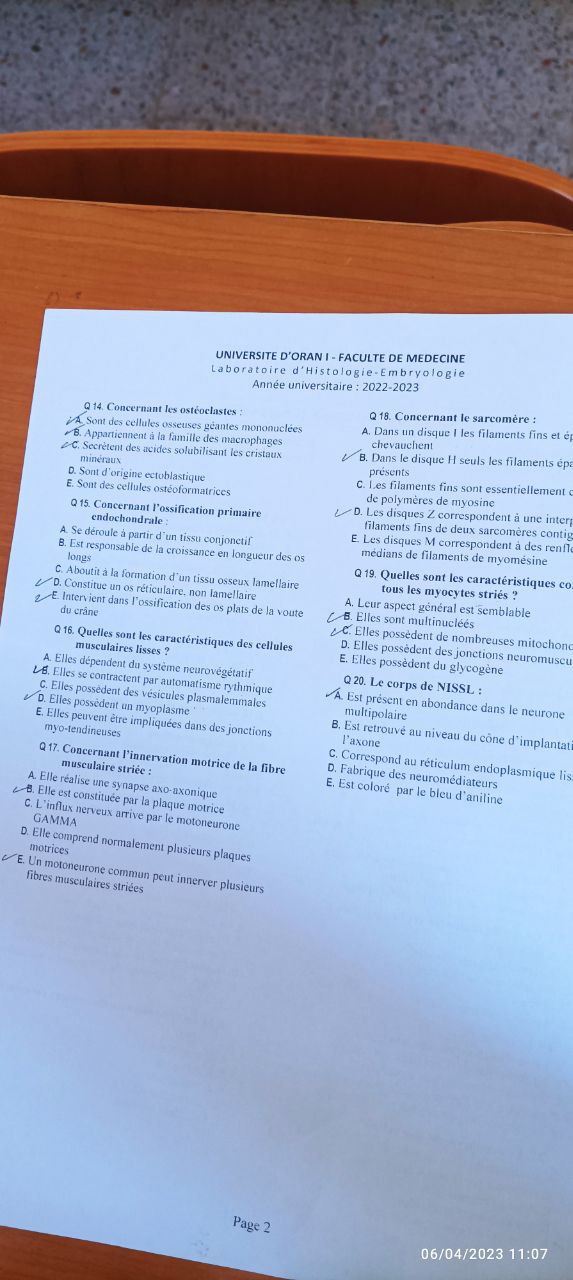 UNIVERSITE D'ORAN I - FACULTE DE MEDECINE
Laboratoire d'Histologie-Embryologie
Année universitaire : 2022-2023
Q 14. Concernant les ostéoclastes :
A. Sont des cellules osseuses géantes mononuclées
B. Appartiennent à la famille des macrophages
C. Secrètent des acides solubilisant les cristaux
minéraux
D. Sont d'origine ectoblastique
E. Sont des cellules ostéoformatrices
Q 15. Concernant l'ossification primaire
endochondrale :
A. Se déroule à partir d'un tissu conjonctif
B. Est responsable de la croissance en longueur des os
longs
C. Aboutit à la formation d'un tissu osseux lamellaire
D. Constitue un os réticulaire, non lamellaire
E. Intervient dans l'ossification des os plats de la voute
du crâne
Q 16. Quelles sont les caractéristiques des cellules
musculaires lisses ?
A. Elles dépendent du système neurovégétatif
B. Elles se contractent par automatisme rythmique
C. Elles possèdent des vésicules plasmalemmales
D. Elles possèdent un myoplasme
E. Elles peuvent être impliquées dans des jonctions
myo-tendineuses
Q 17. Concernant l'innervation motrice de la fibre
musculaire striée :
A. Elle réalise une synapse axo-axonique
B. Elle est constituée par la plaque motrice
C. L'influx nerveux arrive par le motoneurone
GAMMA
D. Elle comprend normalement plusieurs plaques
motrices
E. Un motoneurone commun peut innerver plusieurs
fibres musculaires striées
Q 18. Concernant le sarcomère :
A. Dans un disque I les filaments fins et ép
chevauchent
B. Dans le disque H seuls les filaments épa
présents
C. Les filaments fins sont essentiellement c
de polymères de myosine
D. Les disques Z correspondent à une interp
filaments fins de deux sarcomères contig
E. Les disques M correspondent à des renfle
médians de filaments de myomésine
Q 19. Quelles sont les caractéristiques co
tous les myocytes striés ?
A. Leur aspect général est semblable
B. Elles sont multinucléés
C. Elles possèdent de nombreuses mitochond
D. Elles possèdent des jonctions neuromuscu
E. Elles possèdent du glycogène
Q 20. Le corps de NISSL :
A. Est présent en abondance dans le neurone
multipolaire
B. Est retrouvé au niveau du cône d'implantati
l'axone
C. Correspond au réticulum endoplasmique lis
D. Fabrique des neuromédiateurs
E. Est coloré par le bleu d'aniline
Page 2
06/04/2023 11:07